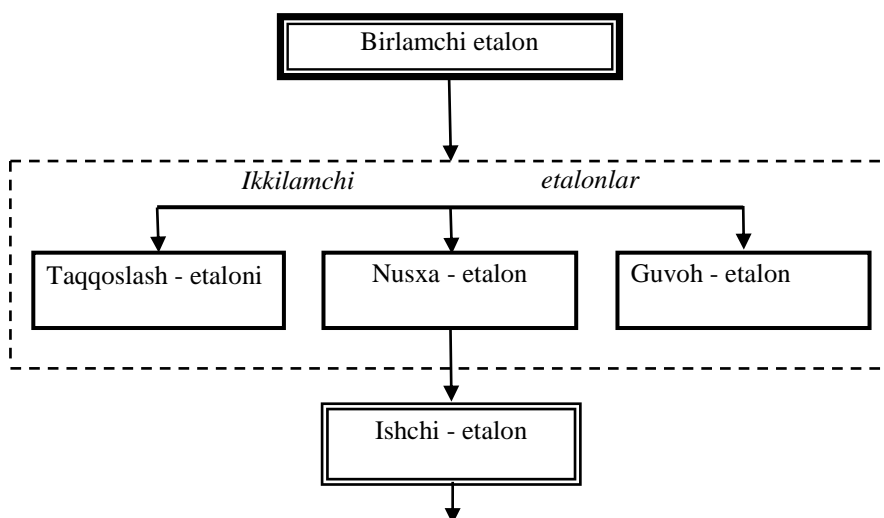 Birlamchi etalon
Ikkilamchi etalonlar
Taqqoslash - etaloni
Nusxa - etalon
Guvoh - etalon
Ishchi - etalon